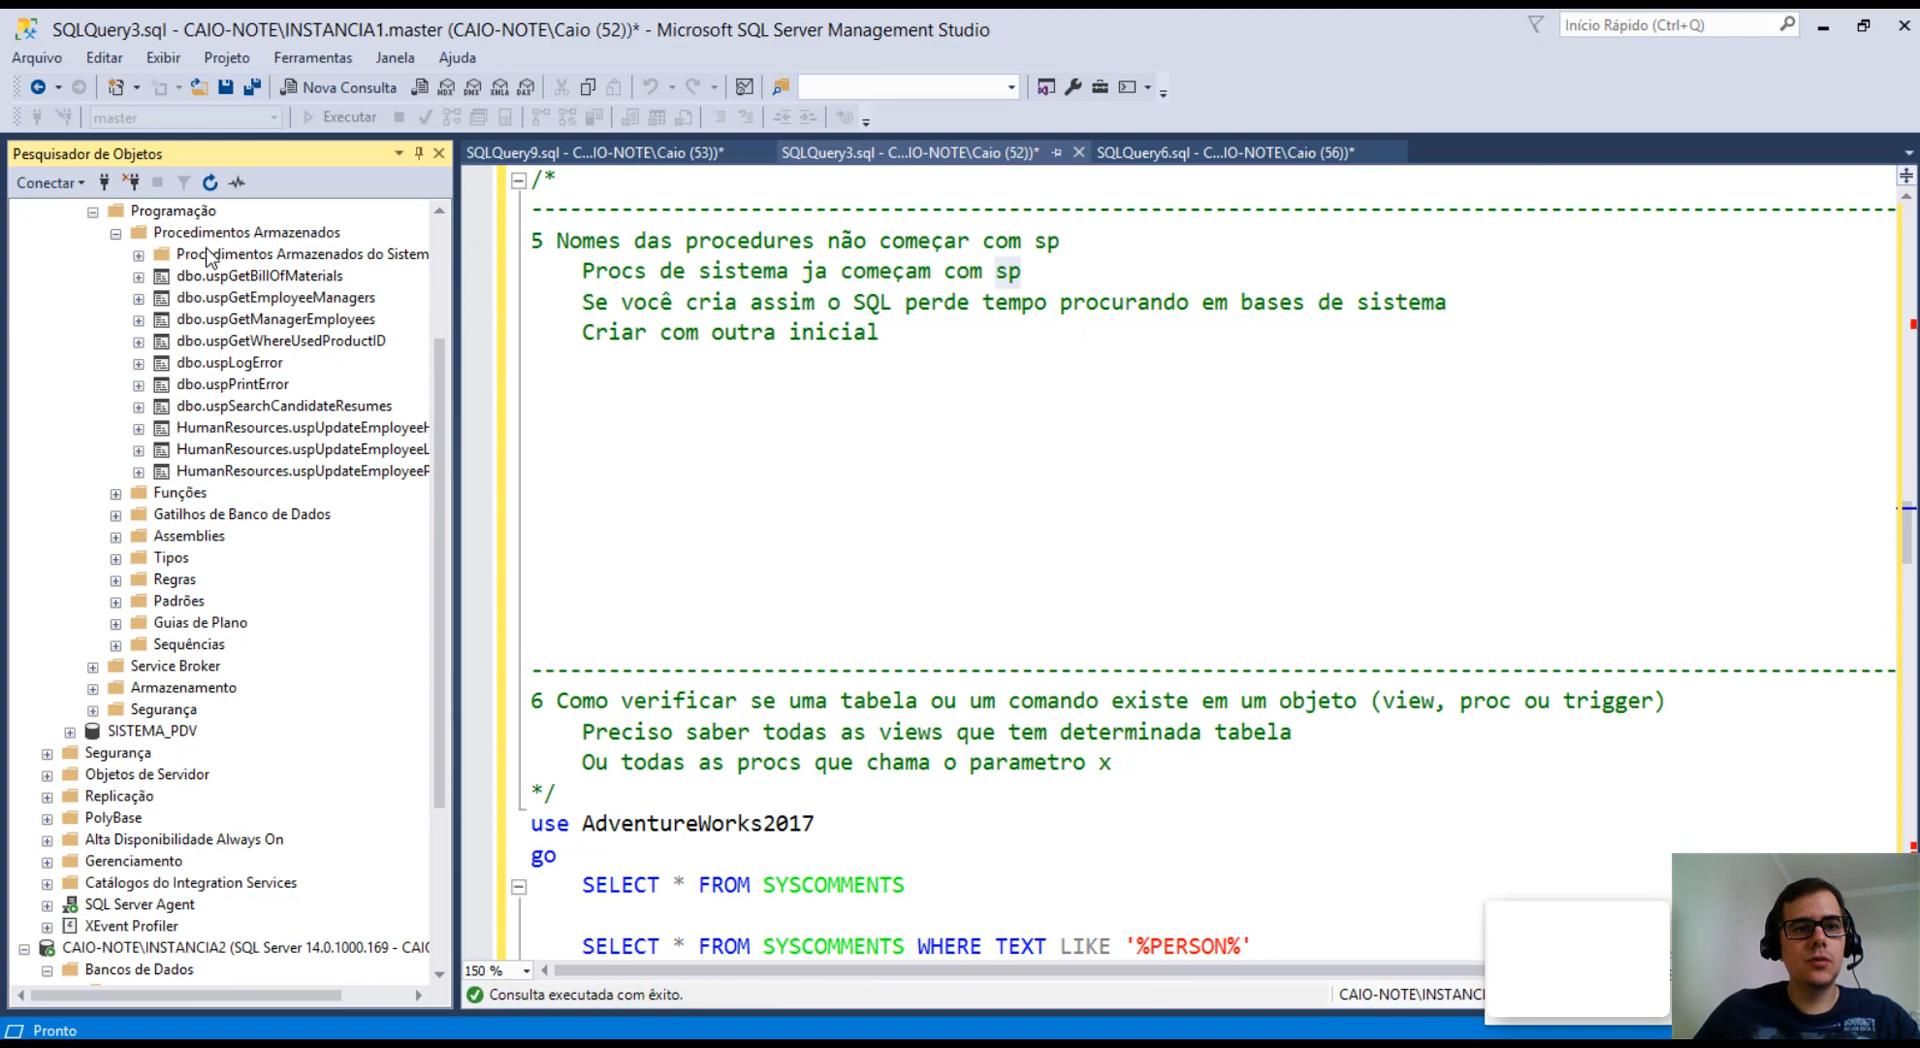 SQLQuery3.sql - CAIO-NOTE\INSTANCIA1.master (CAIO-NOTE\Caio (52))* - Microsoft SQL Server Management Studio
Início Rápido (Ctrl+Q)
Arquivo Editar Exibir Projeto Ferramentas Janela Ajuda
Nova Consulta MDX DMX XMLA DAX
master Executar
Pesquisador de Objetos
SQLQuery9.sql - C...IO-NOTE\Caio (53))* SQLQuery3.sql - C...IO-NOTE\Caio (52))* SQLQuery6.sql - C...IO-NOTE\Caio (56))*
Conectar
Programação
Procedimentos Armazenados
Procedimentos Armazenados do Sistem
dbo.uspGetBillOfMaterials
dbo.uspGetEmployeeManagers
dbo.uspGetManagerEmployees
dbo.uspGetWhereUsedProductID
dbo.uspLogError
dbo.uspPrintError
dbo.uspSearchCandidateResumes
HumanResources.uspUpdateEmployeeH
HumanResources.uspUpdateEmployeeL
HumanResources.uspUpdateEmployeeP
Funções
Gatilhos de Banco de Dados
Assemblies
Tipos
Regras
Padrões
Guias de Plano
Sequências
Service Broker
Armazenamento
Segurança
SISTEMA_PDV
Segurança
Objetos de Servidor
Replicação
PolyBase
Alta Disponibilidade Always On
Gerenciamento
Catálogos do Integration Services
SQL Server Agent
XEvent Profiler
CAIO-NOTE\INSTANCIA2 (SQL Server 14.0.1000.169 - CAIO
Bancos de Dados
/*
--------------------------------------------------------------------------------------------------------
5 Nomes das procedures não começar com sp
Procs de sistema ja começam com sp
Se você cria assim o SQL perde tempo procurando em bases de sistema
Criar com outra inicial
--------------------------------------------------------------------------------------------------------
6 Como verificar se uma tabela ou um comando existe em um objeto (view, proc ou trigger)
Preciso saber todas as views que tem determinada tabela
Ou todas as procs que chama o parametro x
*/
use AdventureWorks2017
go
SELECT * FROM SYSCOMMENTS
SELECT * FROM SYSCOMMENTS WHERE TEXT LIKE '%PERSON%'
150 %
Consulta executada com êxito. CAIO-NOTE\INSTANCI
Pronto